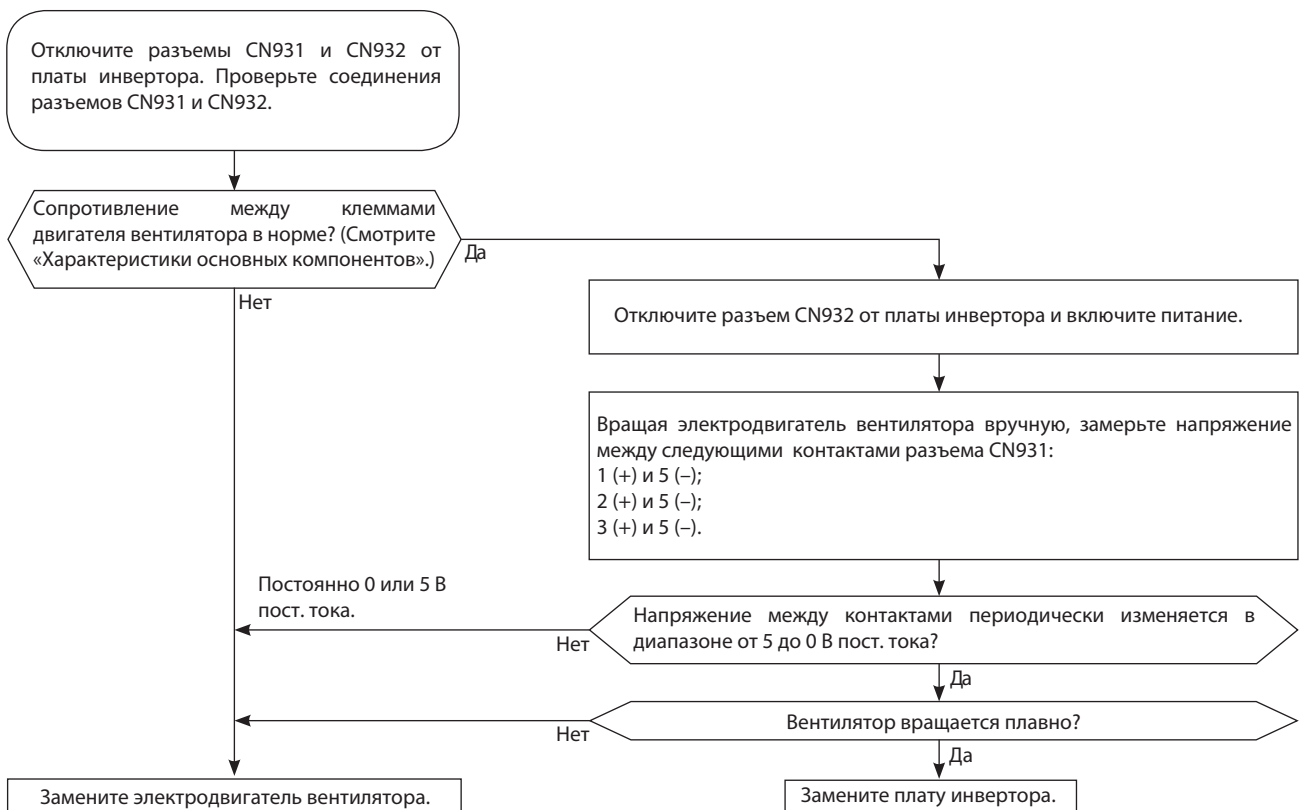 Отключите разъемы CN931 и CN932 от
платы инвертора. Проверьте соединения
разъемов CN931 и CN932.
Сопротивление между клеммами
двигателя вентилятора в норме? (Смотрите
«Характеристики основных компонентов».)
Да
Нет
Отключите разъем CN932 от платы инвертора и включите питание.
Вращая электродвигатель вентилятора вручную, замерьте напряжение
между следующими контактами разъема CN931:
1 (+) и 5 (–);
2 (+) и 5 (–);
3 (+) и 5 (–).
Постоянно 0 или 5 В
пост. тока.
Напряжение между контактами периодически изменяется в
диапазоне от 5 до 0 В пост. тока?
Нет
Да
Вентилятор вращается плавно?
Нет
Да
Замените электродвигатель вентилятора.
Замените плату инвертора.